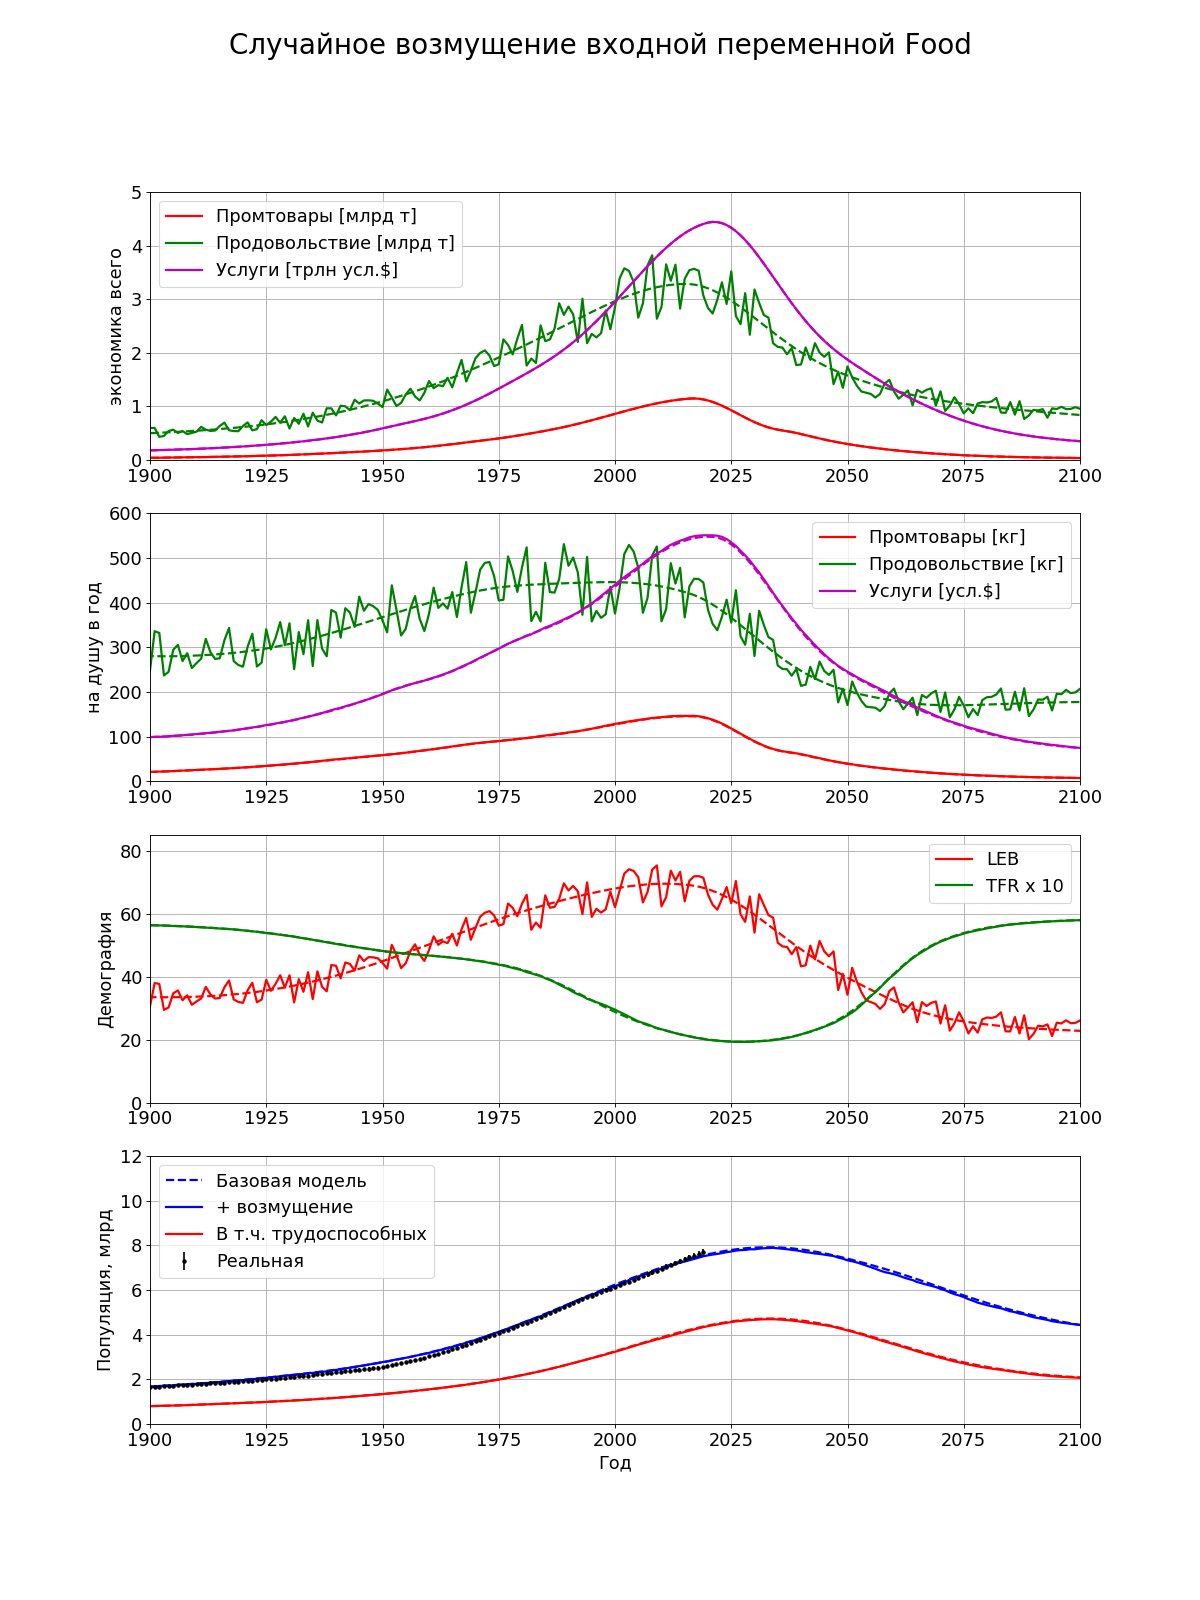 Случайное возмущение входной переменной Food
экономика всего
5
4
3
2
1
0
Промтовары [млрд т]
Продовольствие [млрд т]
Услуги [трлн усл.$]
1900 1925 1950 1975 2000 2025 2050 2075 2100
на душу в год
600
500
400
300
200
100
0
Промтовары [кг]
Продовольствие [кг]
Услуги [усл.$]
1900 1925 1950 1975 2000 2025 2050 2075 2100
Демография
80
60
40
20
0
LEB
TFR x 10
1900 1925 1950 1975 2000 2025 2050 2075 2100
Популяция, млрд
12
10
8
6
4
2
0
Базовая модель
+ возмущение
В т.ч. трудоспособных
Реальная
1900 1925 1950 1975 2000 2025 2050 2075 2100
Год